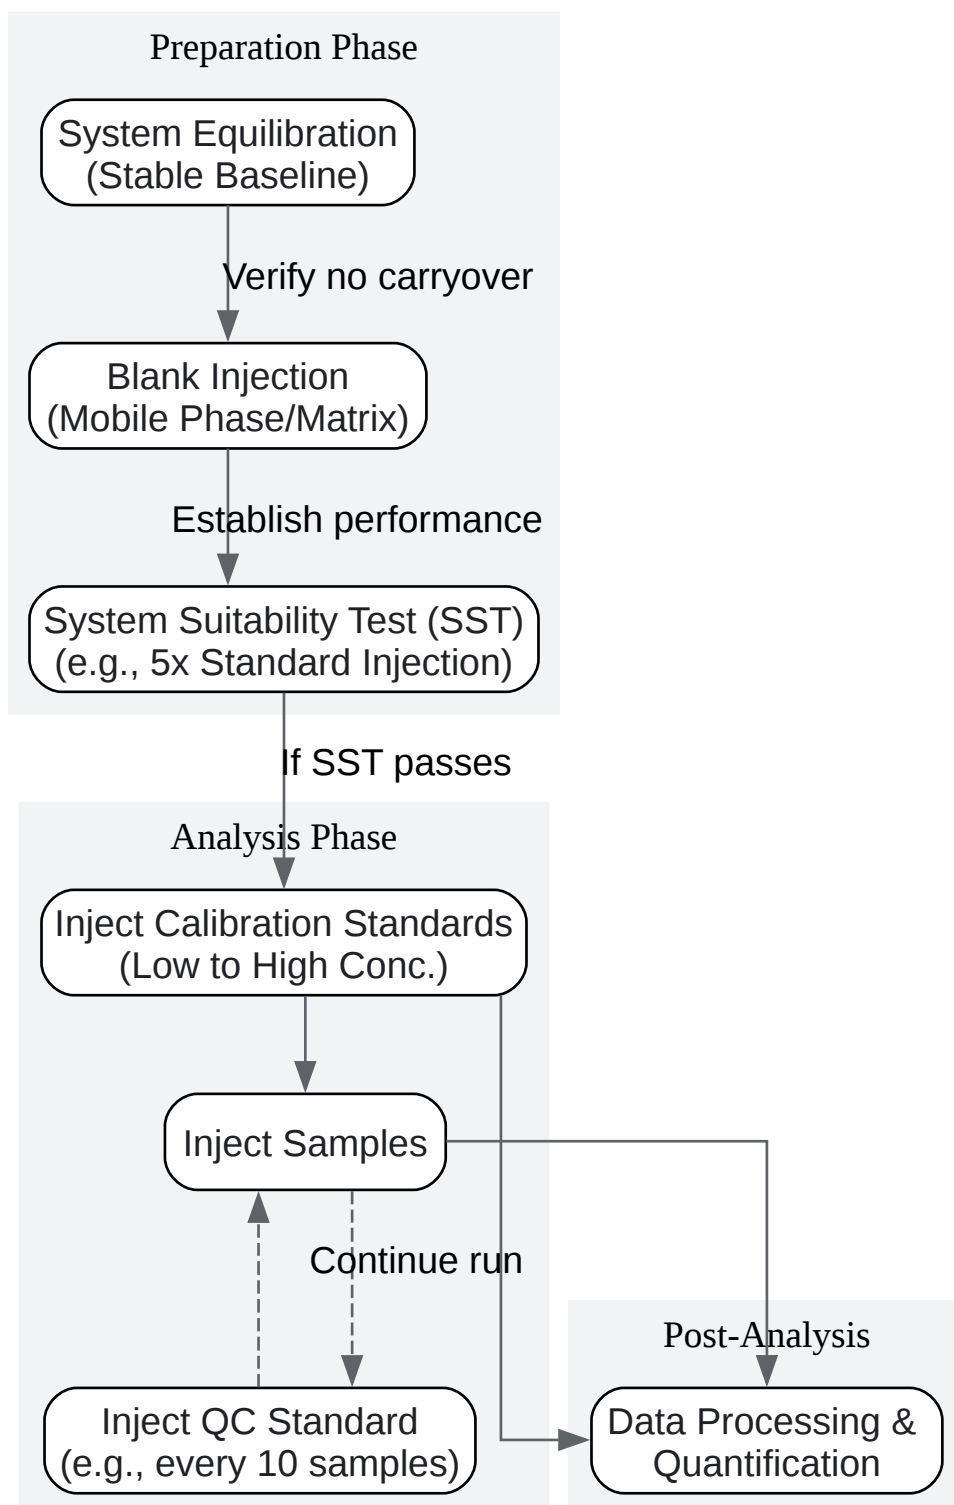 Preparation Phase
System Equilibration
(Stable Baseline)
Verify no carryover
Blank Injection
(Mobile Phase/Matrix)
Establish performance
System Suitability Test (SST)
(e.g., 5x Standard Injection)
If SST passes
Analysis Phase
Inject Calibration Standards
(Low to High Conc.)
Inject Samples
Continue run
Inject QC Standard
(e.g., every 10 samples)
Post-Analysis
Data Processing &
Quantification